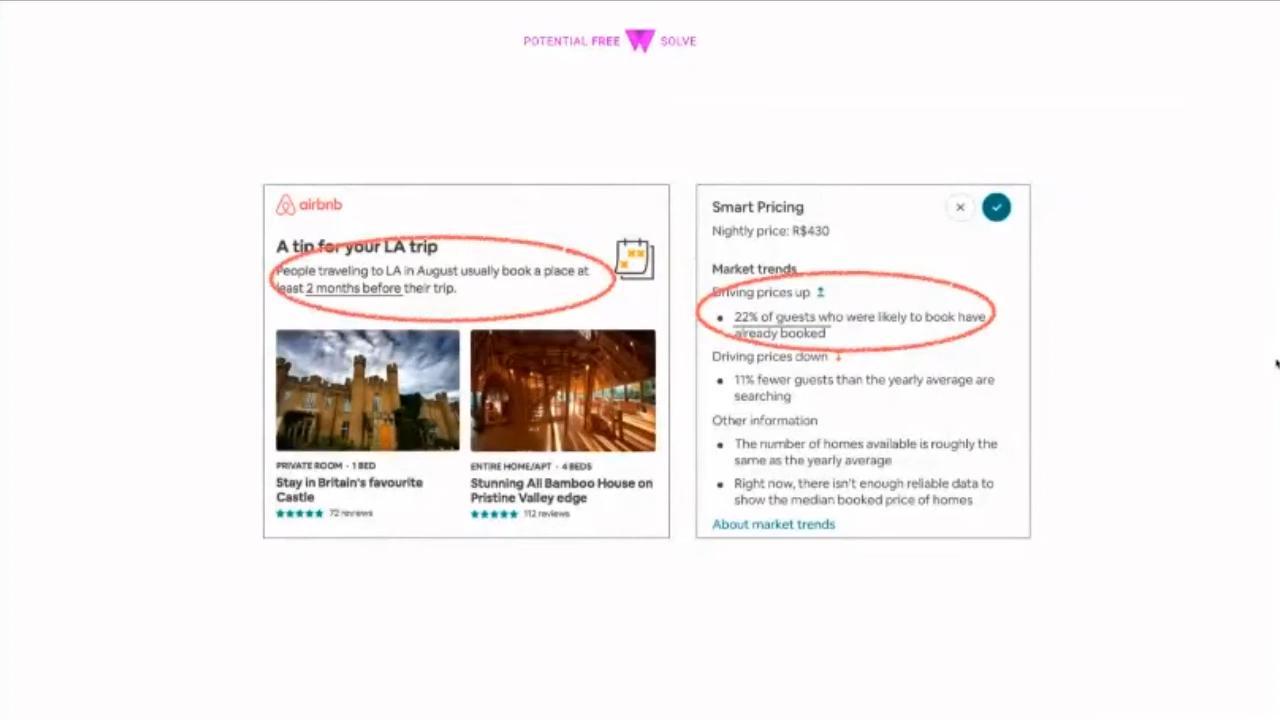 POTENTIAL FREE W SOLVE
airbnb
A tip for your LA trip
People traveling to LA in August usually book a place at
least 2 months before their trip.
PRIVATE ROOM · 1 BED
Stay in Britain's favourite
Castle
72 reviews
ENTIRE HOME/APT · 4 BEDS
Stunning All Bamboo House on
Pristine Valley edge
112 reviews
Smart Pricing
Nightly price: R$430
Market trends
Driving prices up
22% of guests who were likely to book have
already booked
Driving prices down
11% fewer guests than the yearly average are
searching
Other information
The number of homes available is roughly the
same as the yearly average
Right now, there isn't enough reliable data to
show the median booked price of homes
About market trends